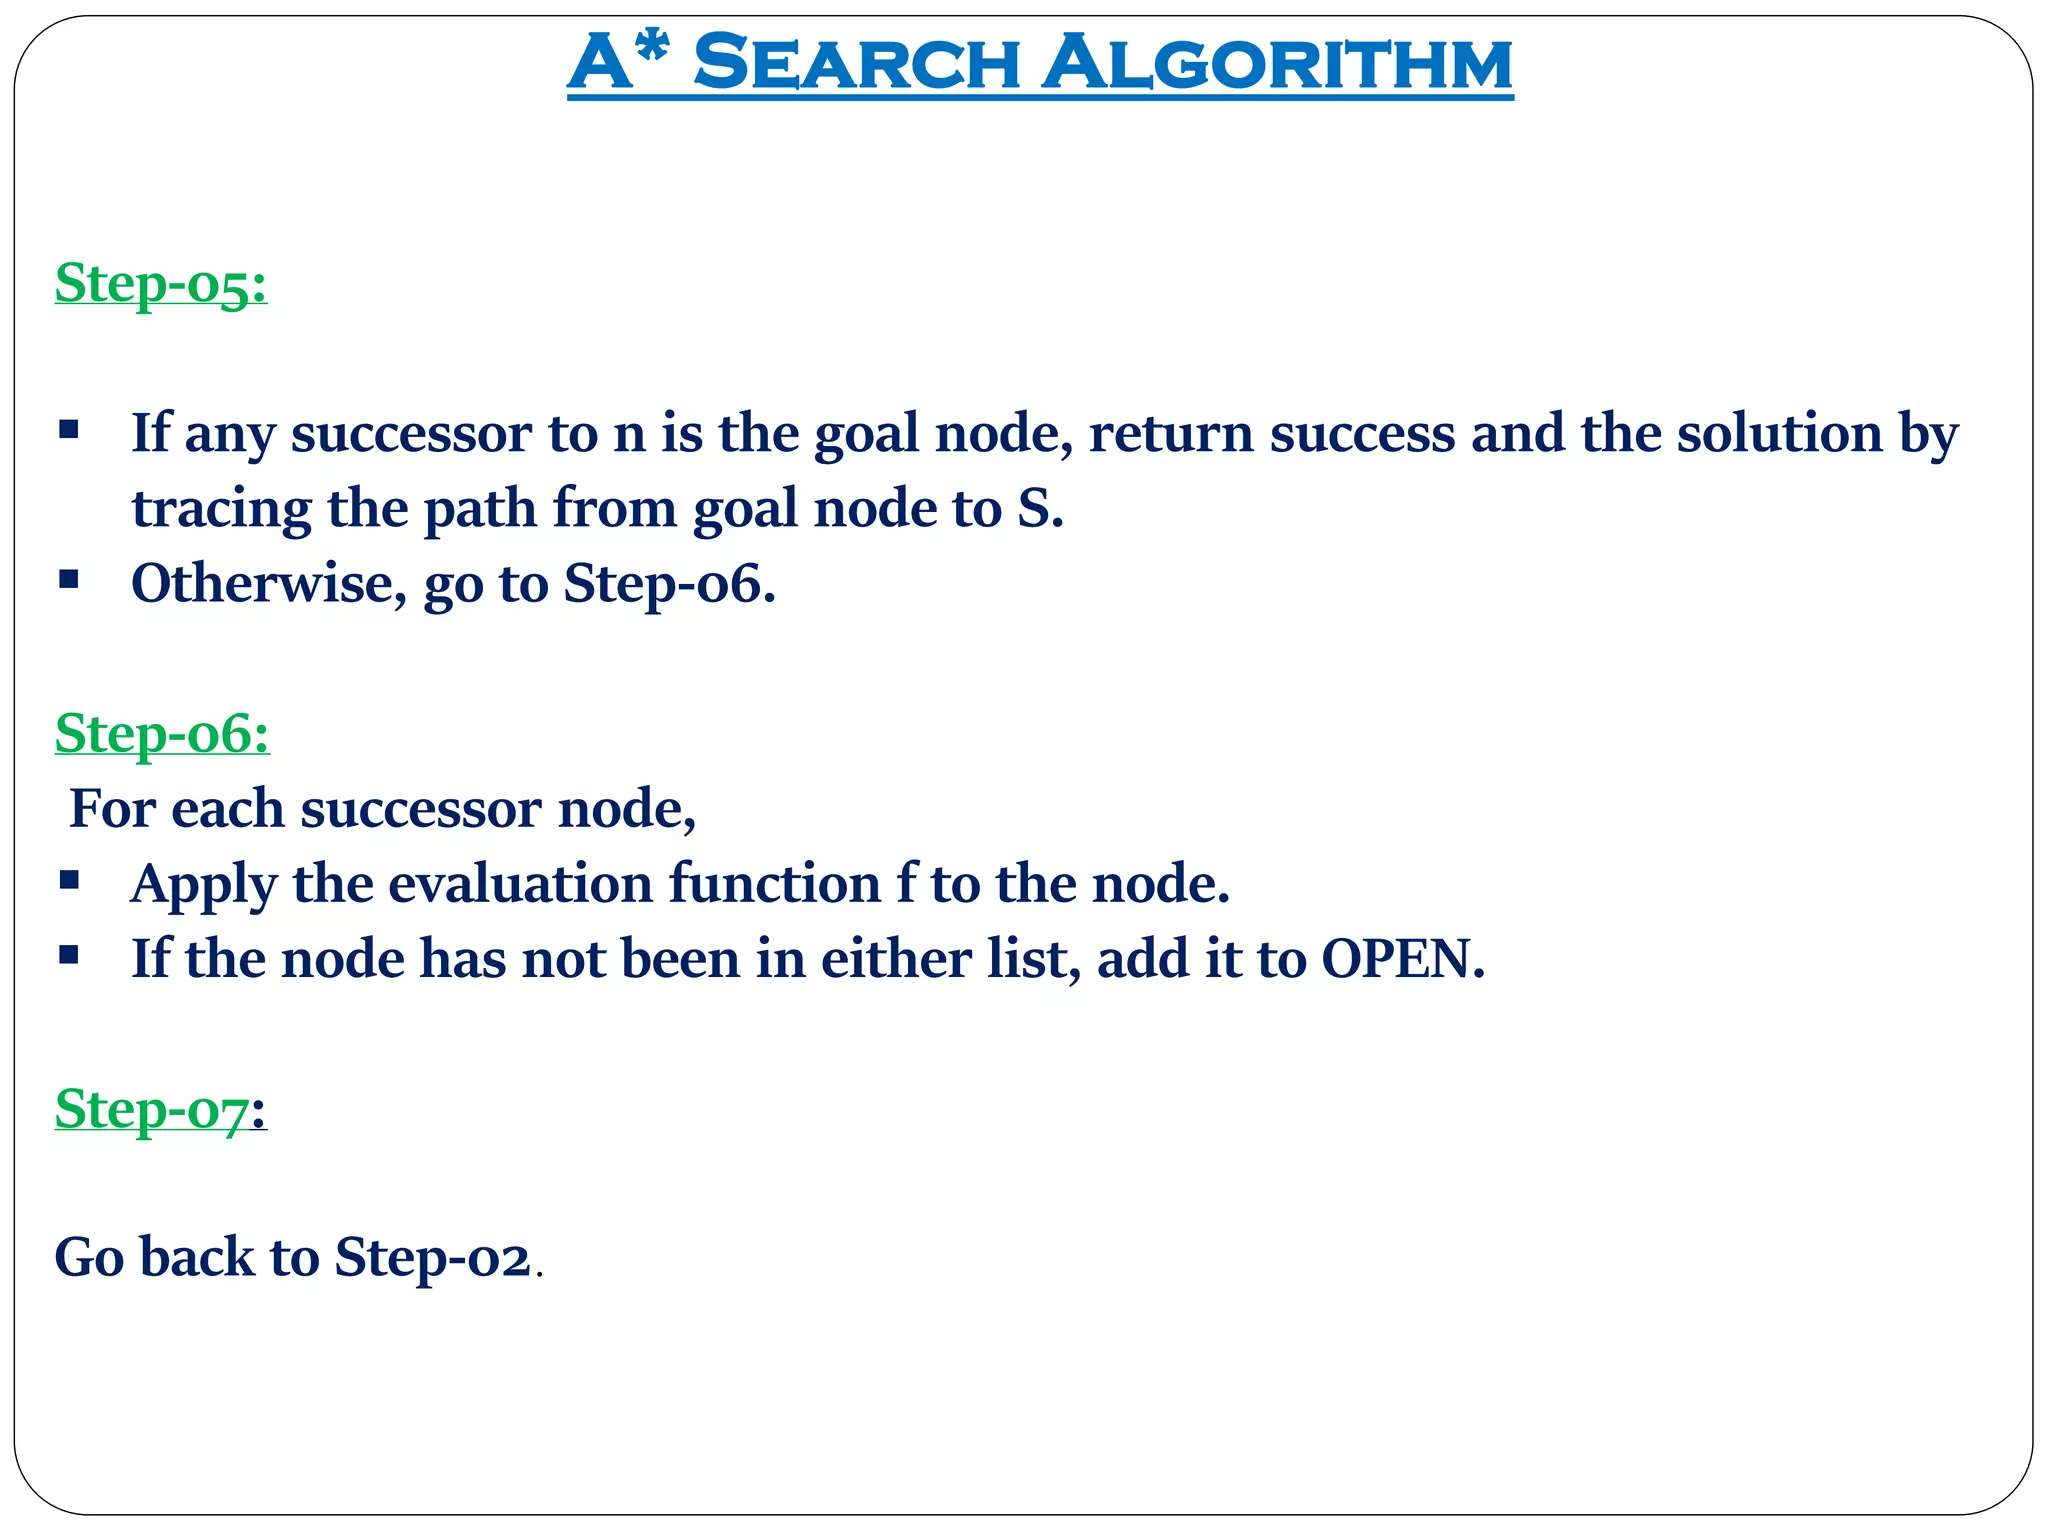 A* Search Algorithm
Step-05:
▪ If any successor to n is the goal node, return success and the solution by
tracing the path from goal node to S.
▪ Otherwise, go to Step-06.
Step-06:
For each successor node,
▪ Apply the evaluation function f to the node.
▪ If the node has not been in either list, add it to OPEN.
Step-07:
Go back to Step-02.